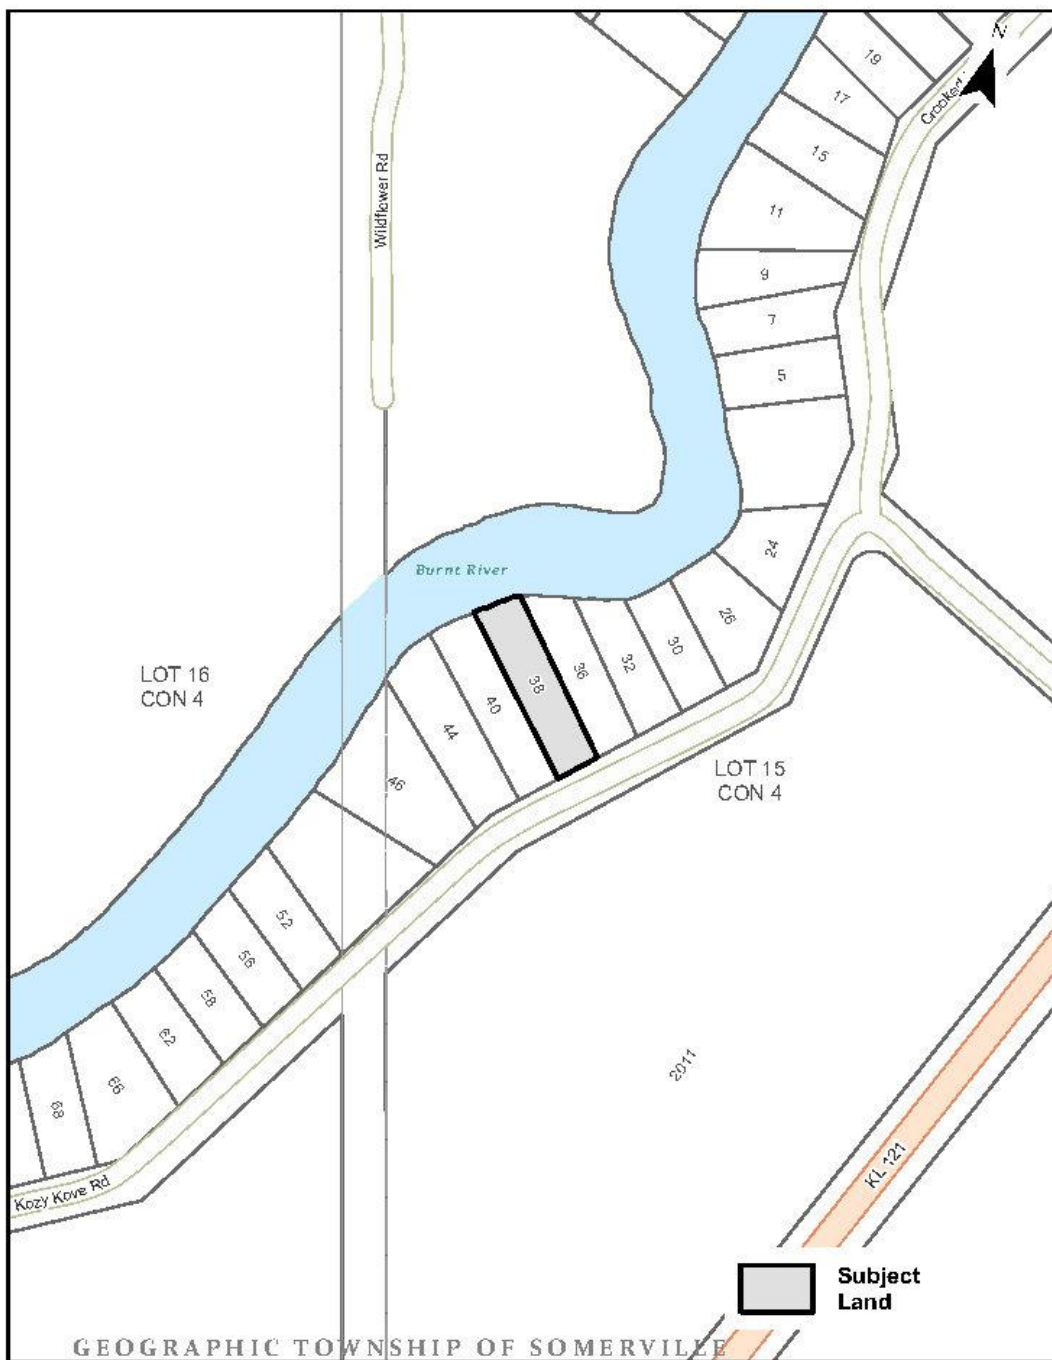 N
19
Crooked
17
15
Wildflower Rd
11
9
7
5
24
Burnt River
26
30
32
36
38
40
LOT 16
CON 4
44
LOT 15
CON 4
46
52
56
58
62
66
68
2011
KL 121
Kozy Kove Rd
Subject
Land
GEOGRAPHIC TOWNSHIP OF SOMERVILLE